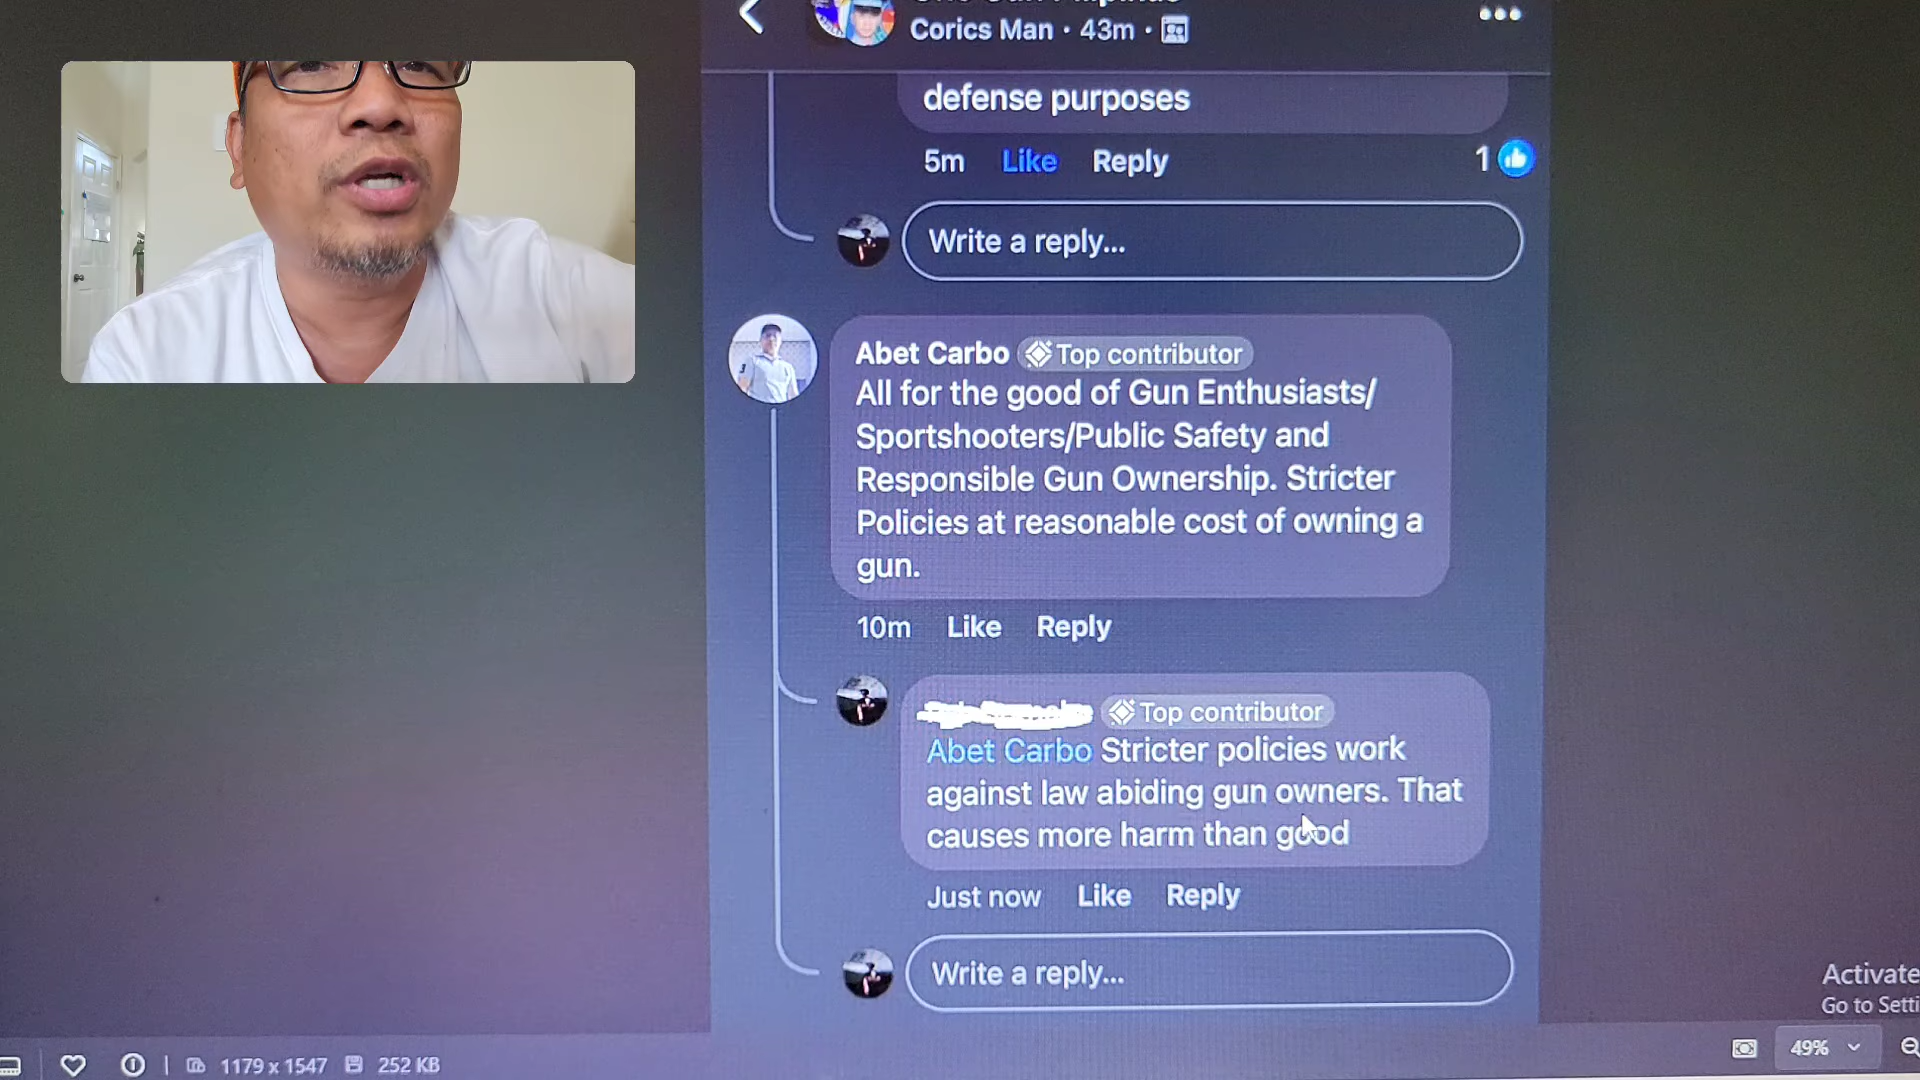 Corics Man · 43m ·
defense purposes
5m Like Reply 1
Write a reply...
Abet Carbo Top contributor
All for the good of Gun Enthusiasts/
Sportshooters/Public Safety and
Responsible Gun Ownership. Stricter
Policies at reasonable cost of owning a
gun.
10m Like Reply
Top contributor
Abet Carbo Stricter policies work
against law abiding gun owners. That
causes more harm than good
Just now Like Reply
Write a reply...
Activate
Go to Setti
1179 x 1547 252 KB
49%